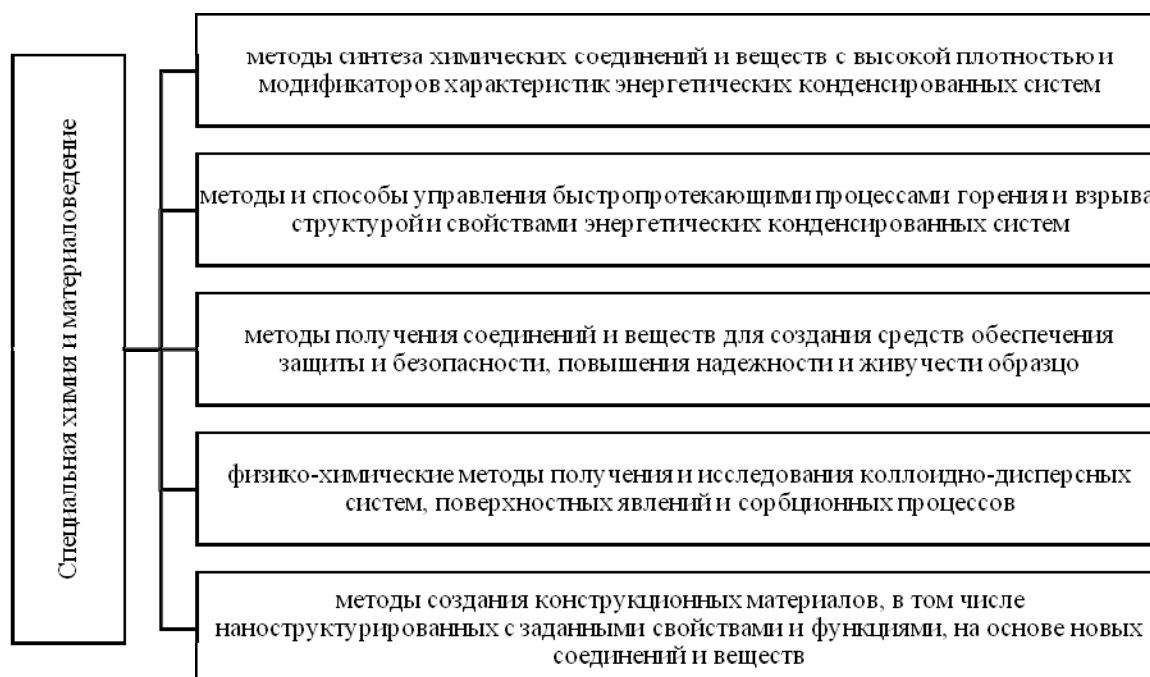 Специальная химия и материаловедение
методы синтеза химических соединений и веществ с высокой плотностью и
модификаторов характеристик энергетических конденсированных систем
методы и способы управления быстропротекающими процессами горения и взрыва
структурой и свойствами энергетических конденсированных систем
методы получения соединений и веществ для создания средств обеспечения
защиты и безопасности, повышения надежности и живучести образцо
физико-химические методы получения и исследования коллоидно-дисперсных
систем, поверхностных явлений и сорбционных процессов
методы создания конструкционных материалов, в том числе
наноструктурированных с заданными свойствами и функциями, на основе новых
соединений и веществ